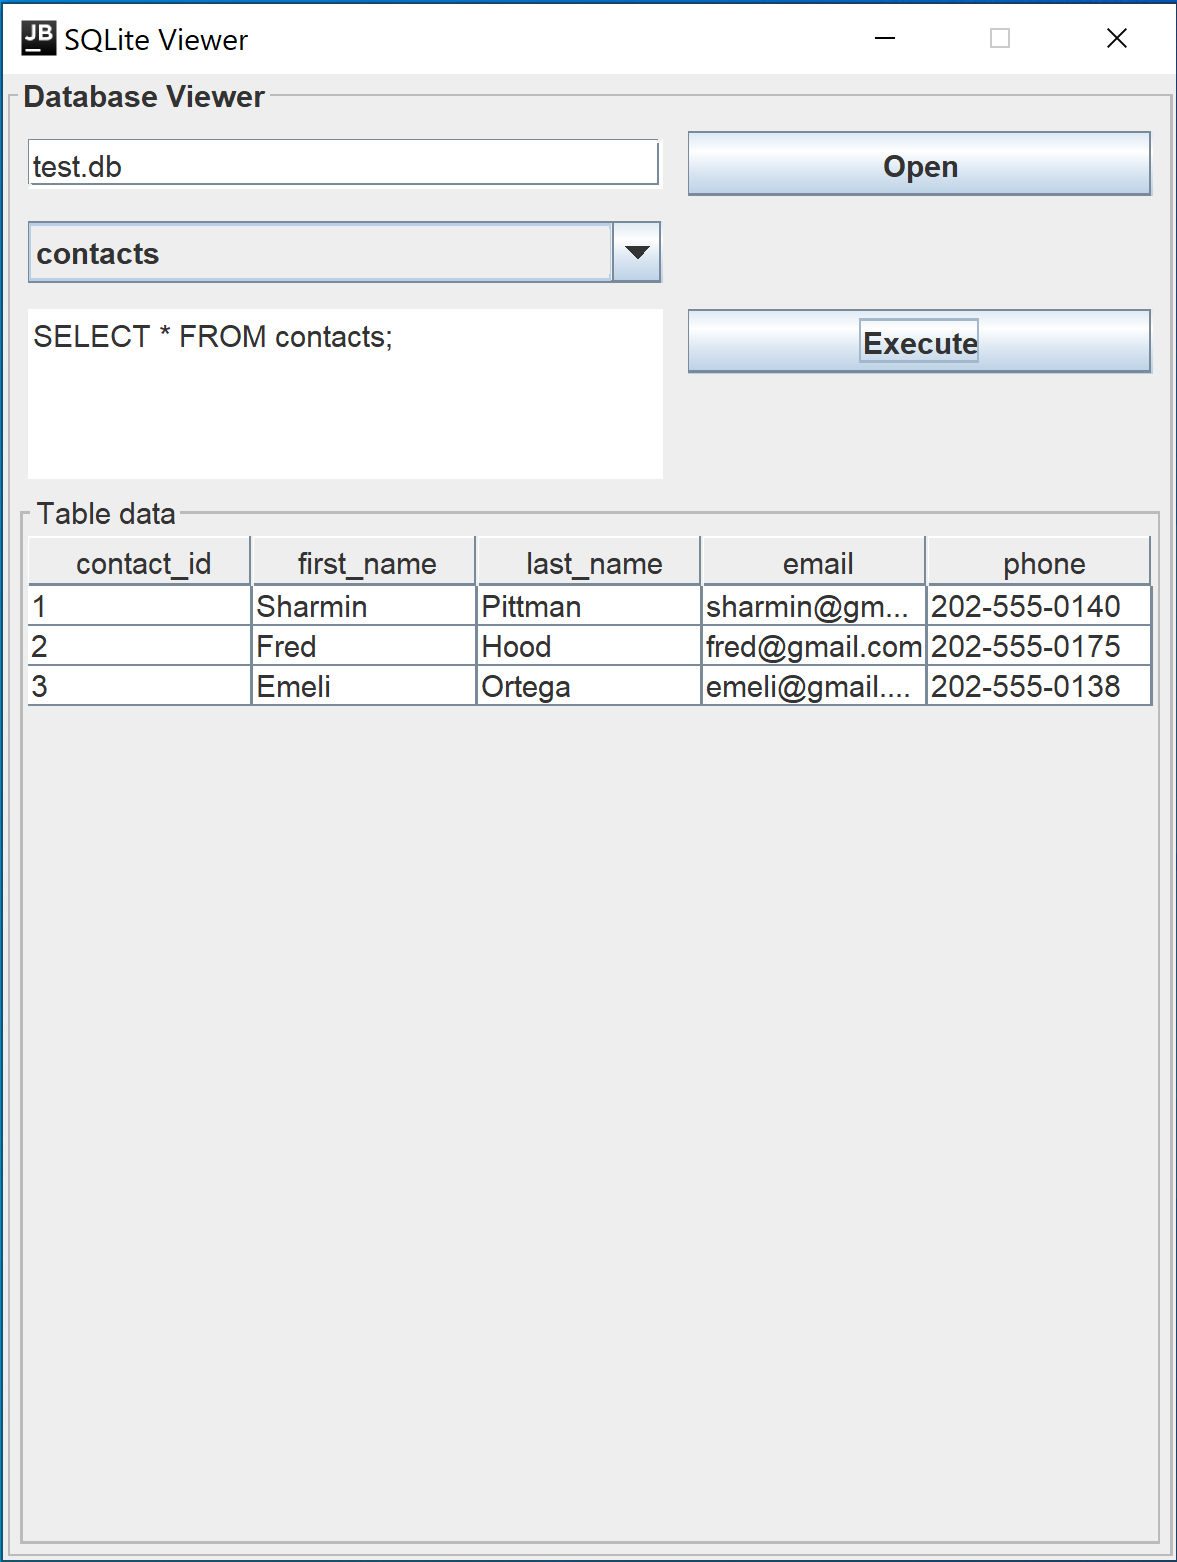 JB SQLite Viewer
Database Viewer
test.db Open
contacts
SELECT * FROM contacts; Execute
Table data
contact_id first_name last_name email phone
1 Sharmin Pittman sharmin@gm... 202-555-0140
2 Fred Hood fred@gmail.com 202-555-0175
3 Emeli Ortega emeli@gmail.... 202-555-0138